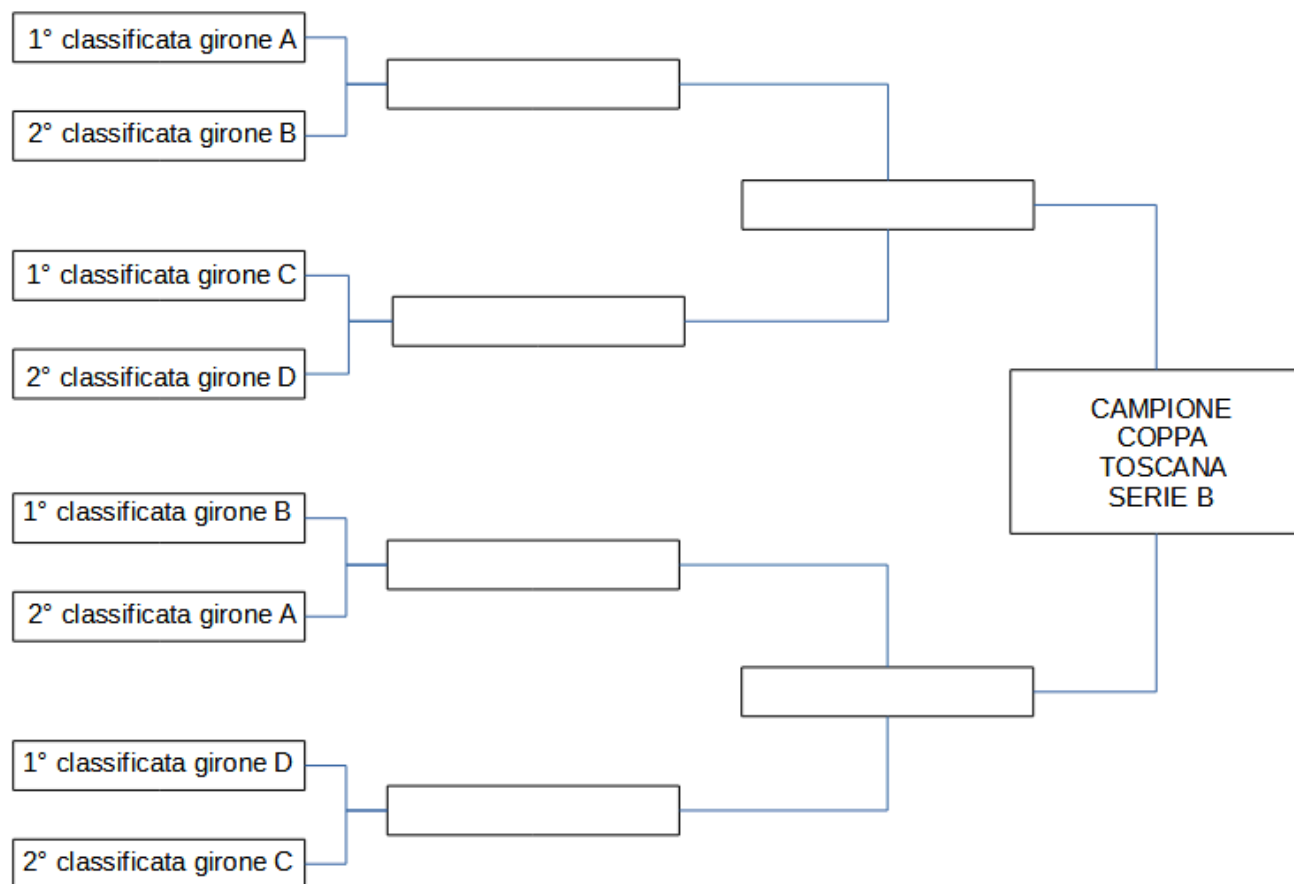 1° classificata girone A
2° classificata girone B
1° classificata girone C
2° classificata girone D
CAMPIONE
COPPA
TOSCANA
SERIE B
1° classificata girone B
2° classificata girone A
1° classificata girone D
2° classificata girone C